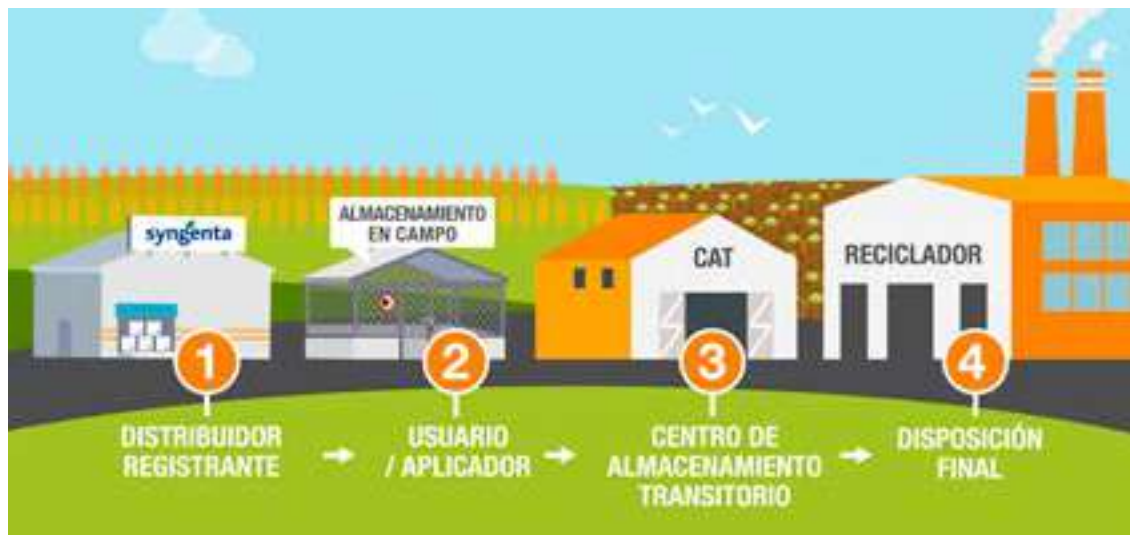 syngenta
ALMACENAMIENTO
EN CAMPO
CAT
RECICLADOR
1
DISTRIBUIDOR
REGISTRANTE
2
USUARIO
/ APLICADOR
3
CENTRO DE
ALMACENAMIENTO
TRANSITORIO
4
DISPOSICIÓN
FINAL